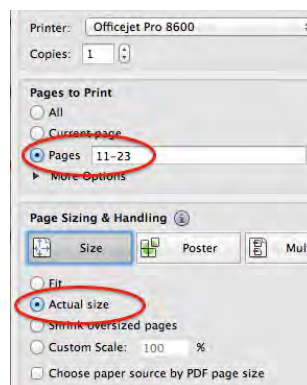 Printer: Officejet Pro 8600
Copies: 1
Pages to Print
All
Current page
Pages 11-23
More Options
Page Sizing & Handling
Size Poster Mul
Fit
Actual size
Shrink oversized pages
Custom Scale: 100 %
Choose paper source by PDF page size